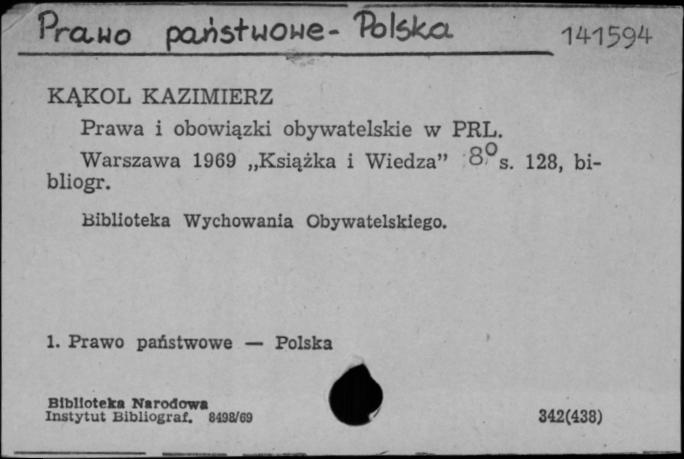 Prawo państwowe - Polska 141594
KĄKOL KAZIMIERZ
Prawa i obowiązki obywatelskie w PRL.
Warszawa 1969 „Książka i Wiedza” 8° s. 128, bi-
bliogr.
Biblioteka Wychowania Obywatelskiego.
1. Prawo państwowe — Polska
Biblioteka Narodowa
Instytut Bibliograf. 8498/69 342(438)